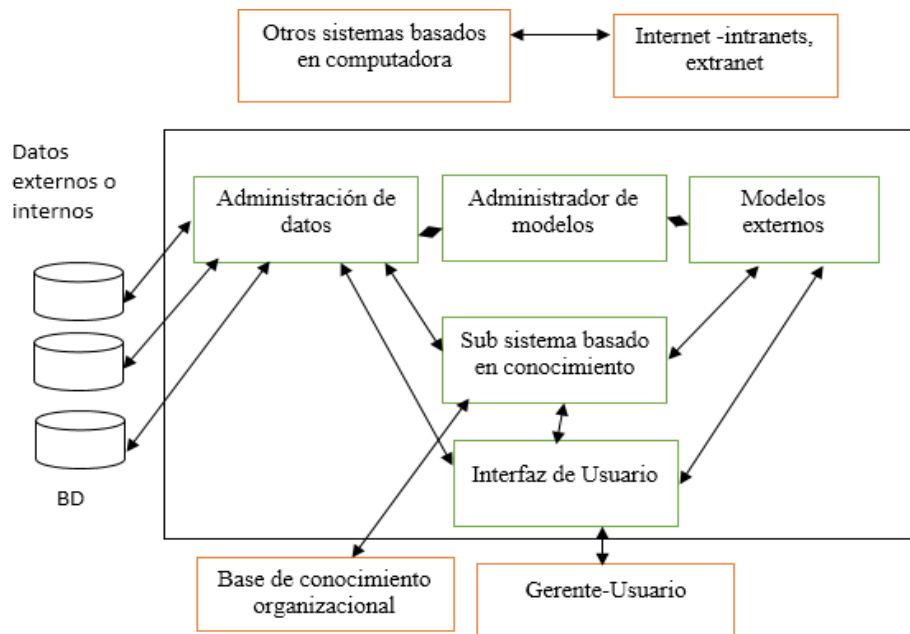 Otros sistemas basados
en computadora
Internet -intranets,
extranet
Datos
externos o
internos
Administración de
datos
Administrador de
modelos
Modelos
externos
Sub sistema basado
en conocimiento
Interfaz de Usuario
BD
Base de conocimiento
organizacional
Gerente-Usuario